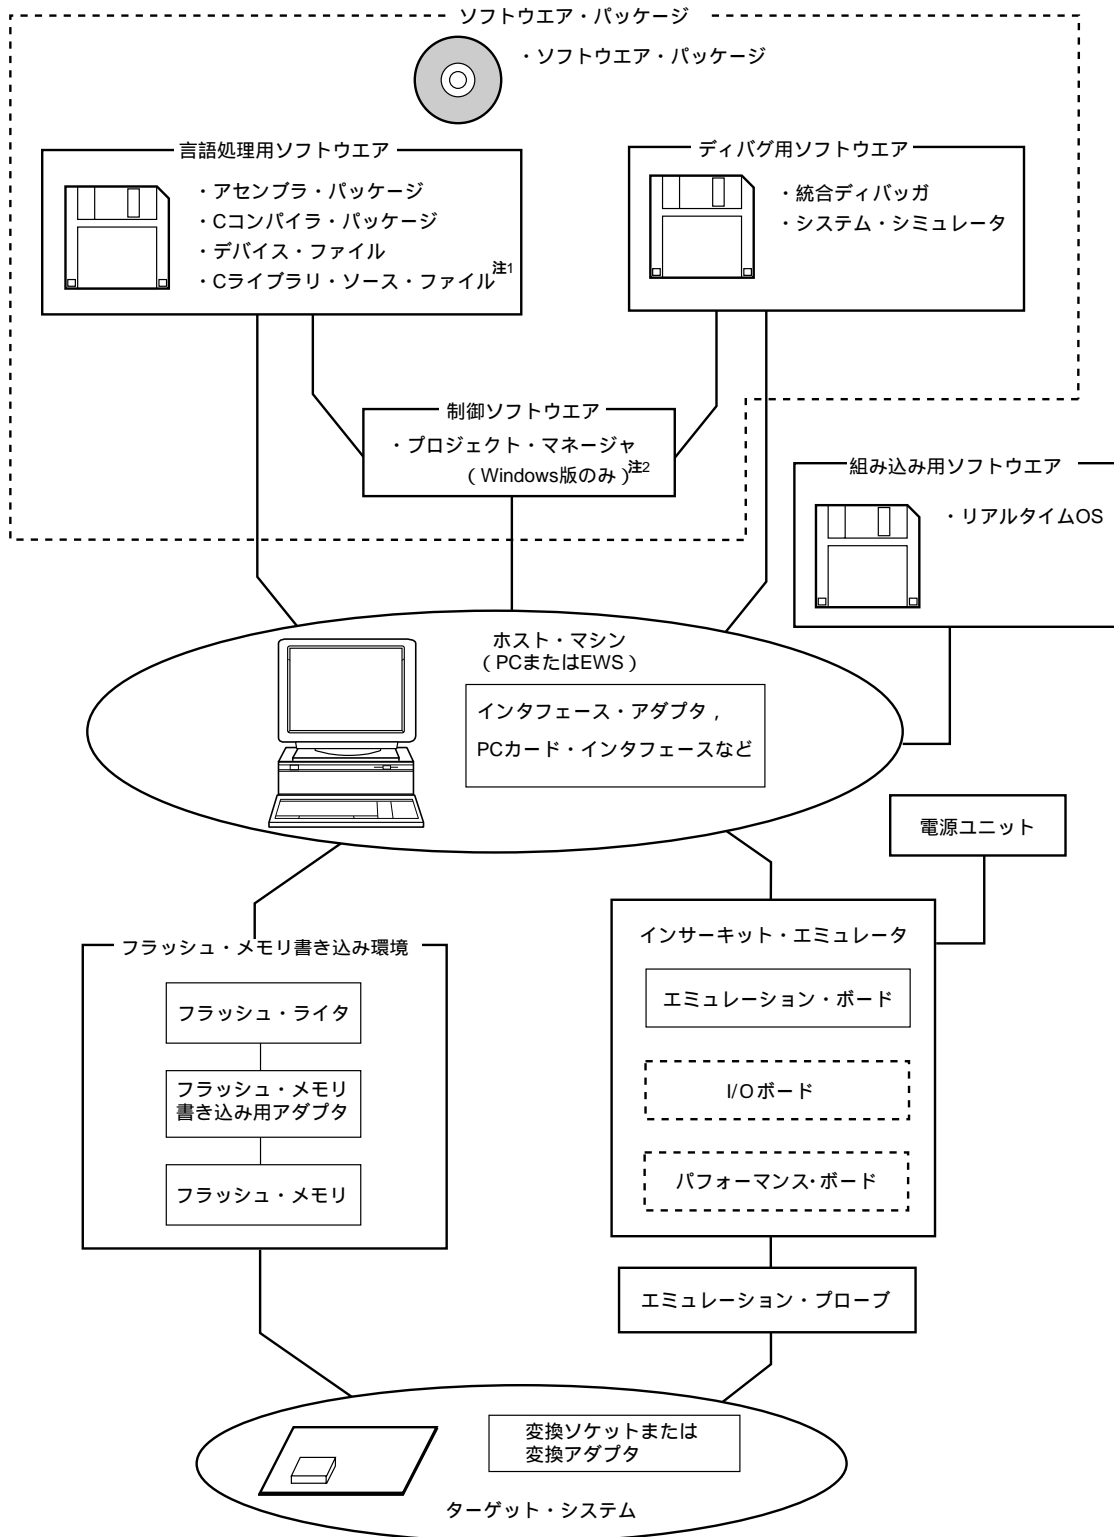 ソフトウエア・パッケージ
・ソフトウエア・パッケージ
言語処理用ソフトウエア
・アセンブラ・パッケージ
・Cコンパイラ・パッケージ
・デバイス・ファイル
・Cライブラリ・ソース・ファイル注1
ディバグ用ソフトウエア
・統合ディバッガ
・システム・シミュレータ
制御ソフトウエア
・プロジェクト・マネージャ
（Windows版のみ）注2
組み込み用ソフトウエア
・リアルタイムOS
ホスト・マシン
（PCまたはEWS）
インタフェース・アダプタ，
PCカード・インタフェースなど
電源ユニット
フラッシュ・メモリ書き込み環境
フラッシュ・ライタ
フラッシュ・メモリ
書き込み用アダプタ
フラッシュ・メモリ
インサーキット・エミュレータ
エミュレーション・ボード
I/Oボード
パフォーマンス・ボード
エミュレーション・プローブ
変換ソケットまたは
変換アダプタ
ターゲット・システム